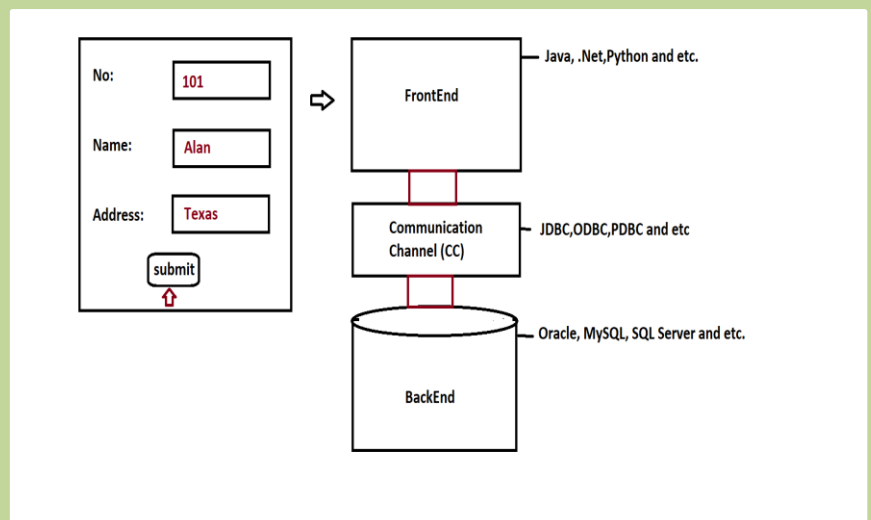 No:
101
Name:
Alan
Address:
Texas
submit
FrontEnd
Java, .Net,Python and etc.
Communication
Channel (CC)
JDBC,ODBC,PDBC and etc
Oracle, MySQL, SQL Server and etc.
BackEnd